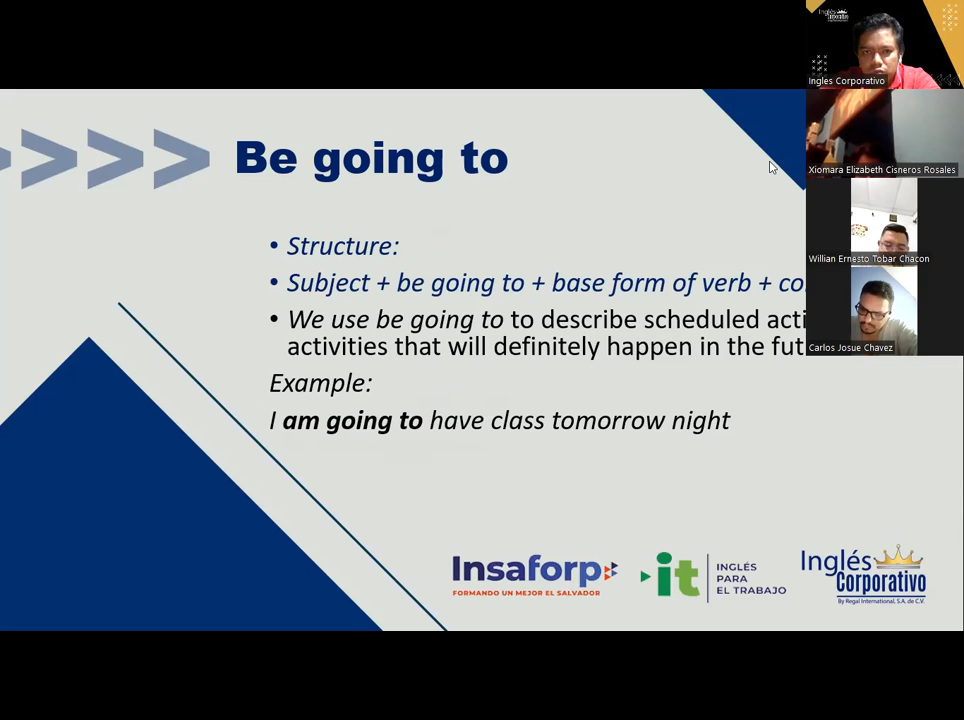 Be going to
• Structure:
• Subject + be going to + base form of verb +
• We use be going to to describe scheduled
activities that will definitely happen in the
Example:
I am going to have class tomorrow night
Insaforp
FORMANDO UN MEJOR EL SALVADOR
it
INGLÉS
PARA
EL TRABAJO
Inglés
Corporativo
By Regal International, S.A. de C.V.
Inglés
Corporativo
Ingles Corporativo
Xiomara Elizabeth Cisneros Rosales
Willian Ernesto Tobar Chacon
Carlos Josue Chavez